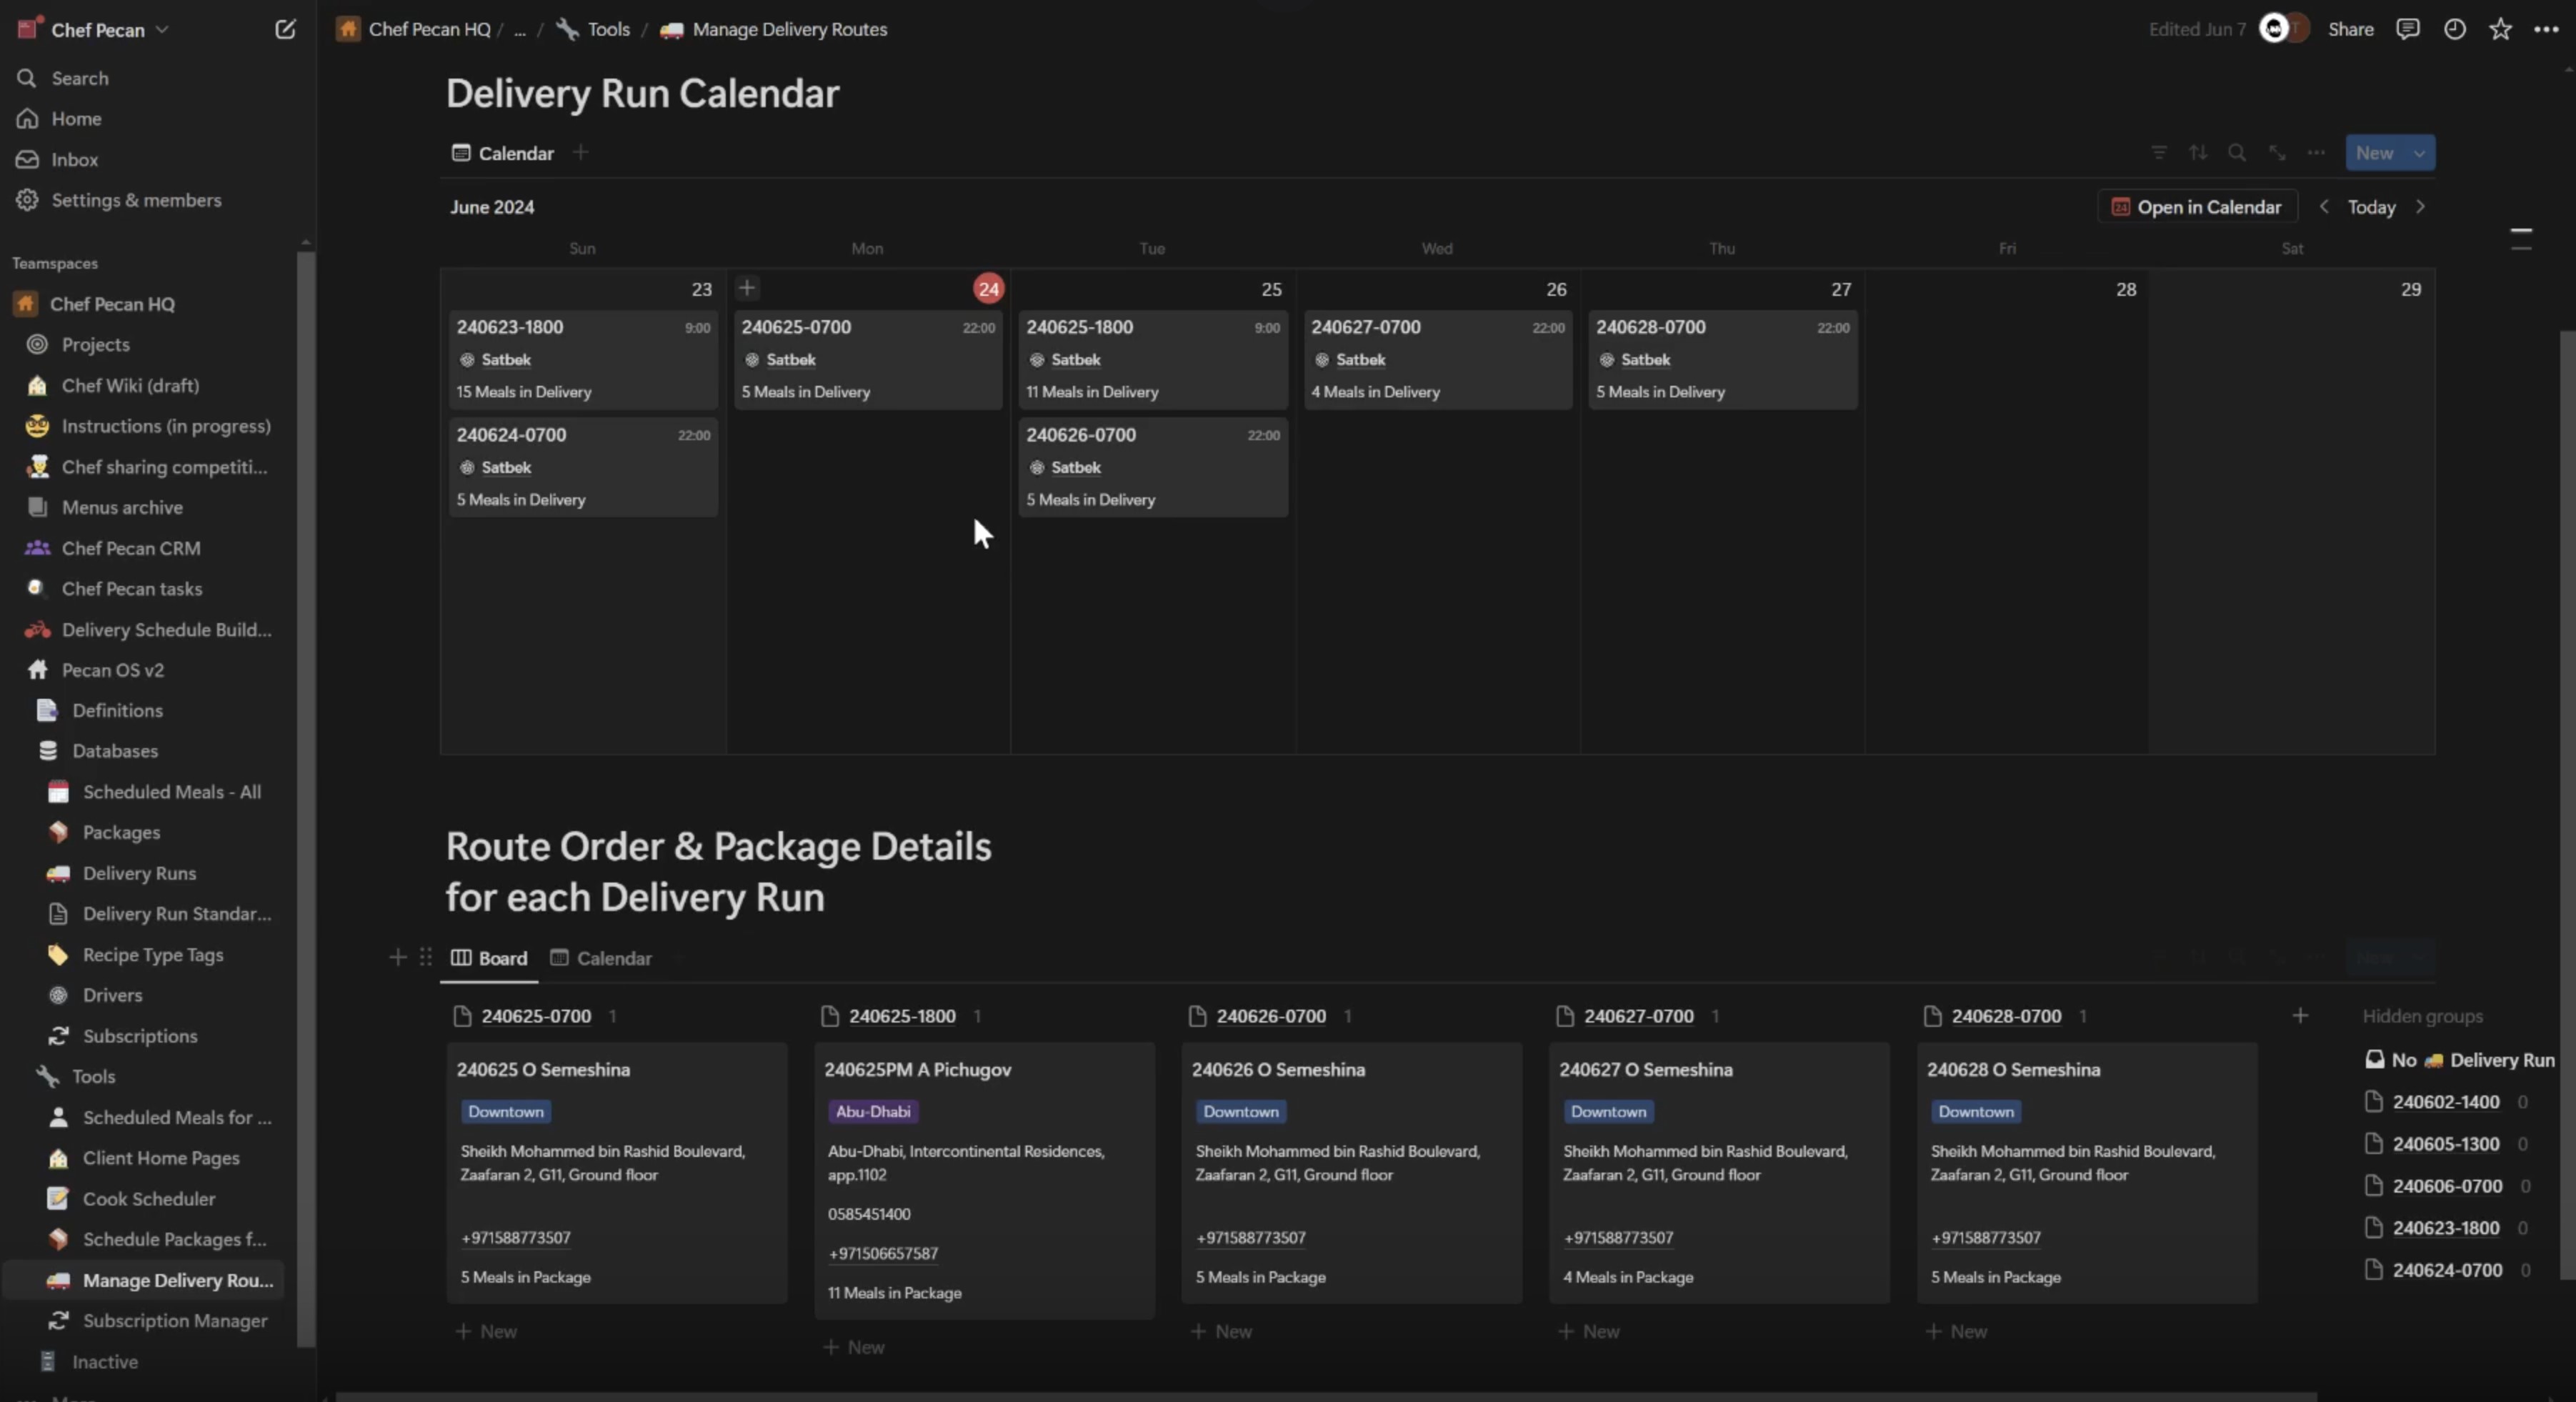 Chef Pecan
Search
Home
Inbox
Settings & members
Teamspaces
Chef Pecan HQ
Projects
Chef Wiki (draft)
Instructions (in progress)
Chef sharing competiti...
Menus archive
Chef Pecan CRM
Chef Pecan tasks
Delivery Schedule Build...
Pecan OS v2
Definitions
Databases
Scheduled Meals - All
Packages
Delivery Runs
Delivery Run Standar...
Recipe Type Tags
Drivers
Subscriptions
Tools
Scheduled Meals for ...
Client Home Pages
Cook Scheduler
Schedule Packages f...
Manage Delivery Rou...
Subscription Manager
Inactive
Chef Pecan HQ / ... / Tools / Manage Delivery Routes
Edited Jun 7 T Share
Delivery Run Calendar
Calendar
New
June 2024
24 Open in Calendar Today
Sun Mon Tue Wed Thu Fri Sat
23 24 25 26 27 28 29
240623-1800 9:00
Satbek
15 Meals in Delivery
240624-0700 22:00
Satbek
5 Meals in Delivery
240625-0700 22:00
Satbek
5 Meals in Delivery
240625-1800 9:00
Satbek
11 Meals in Delivery
240626-0700 22:00
Satbek
5 Meals in Delivery
240627-0700 22:00
Satbek
4 Meals in Delivery
240628-0700 22:00
Satbek
5 Meals in Delivery
Route Order & Package Details
for each Delivery Run
Board Calendar
New
240625-0700 1
240625 O Semeshina
Downtown
Sheikh Mohammed bin Rashid Boulevard,
Zaafaran 2, G11, Ground floor
+971588773507
5 Meals in Package
+ New
240625-1800 1
240625PM A Pichugov
Abu-Dhabi
Abu-Dhabi, Intercontinental Residences,
app.1102
0585451400
+971506657587
11 Meals in Package
+ New
240626-0700 1
240626 O Semeshina
Downtown
Sheikh Mohammed bin Rashid Boulevard,
Zaafaran 2, G11, Ground floor
+971588773507
5 Meals in Package
+ New
240627-0700 1
240627 O Semeshina
Downtown
Sheikh Mohammed bin Rashid Boulevard,
Zaafaran 2, G11, Ground floor
+971588773507
4 Meals in Package
+ New
240628-0700 1
240628 O Semeshina
Downtown
Sheikh Mohammed bin Rashid Boulevard,
Zaafaran 2, G11, Ground floor
+971588773507
5 Meals in Package
+ New
Hidden groups
No Delivery Run
240602-1400 0
240605-1300 0
240606-0700 0
240623-1800 0
240624-0700 0